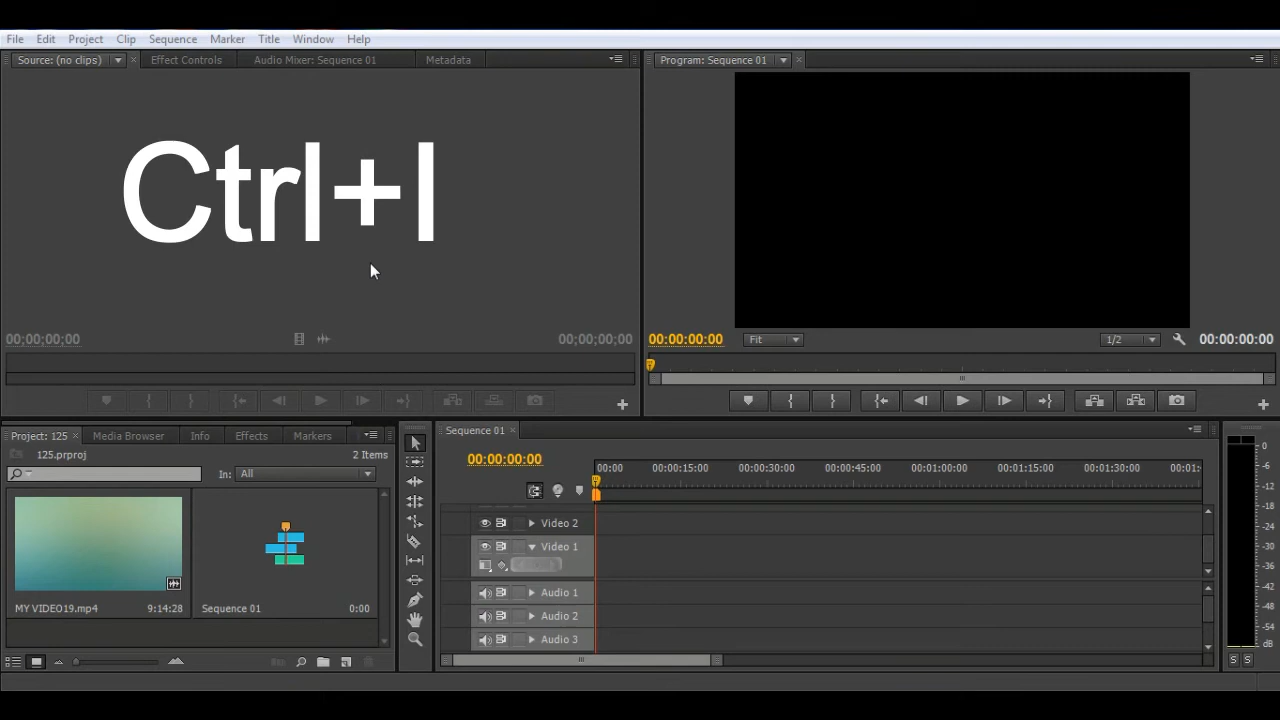 File Edit Project Clip Sequence Marker Title Window Help
Source: (no clips) Effect Controls Audio Mixer: Sequence 01 Metadata
Program: Sequence 01
Ctrl+I
00;00;00;00 00;00;00;00
00:00:00:00 Fit 1/2 00:00:00:00
Project: 125 Media Browser Info Effects Markers
125.prproj 2 Items
In: All
MY VIDEO19.mp4 9:14:28
Sequence 01 0:00
Sequence 01
00:00:00:00
00:00 00:00:15:00 00:00:30:00 00:00:45:00 00:01:00:00 00:01:15:00 00:01:30:00 00:01:
Video 2
Video 1
Audio 1
Audio 2
Audio 3
0
-6
-12
-18
-24
-30
-36
-42
-48
-54
dB
S S